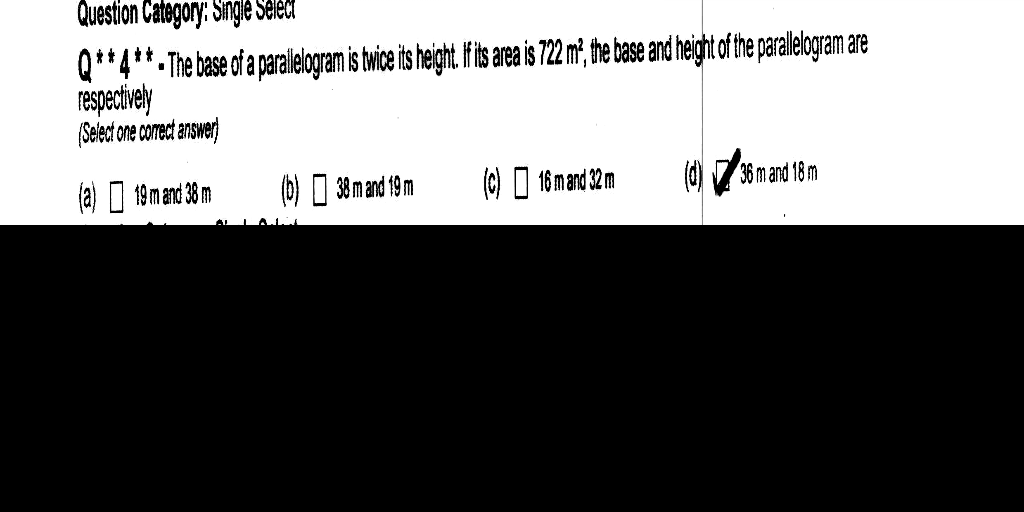 Question Category: Single Select
Q**4** - The base of a parallelogram is twice its height. If its area is 722 m², the base and height of the parallelogram are
respectively
(Select one correct answer)
(a) ☐ 19 m and 38 m (b) ☐ 38 m and 19 m (c) ☐ 16 m and 32 m (d) ☑ 36 m and 18 m